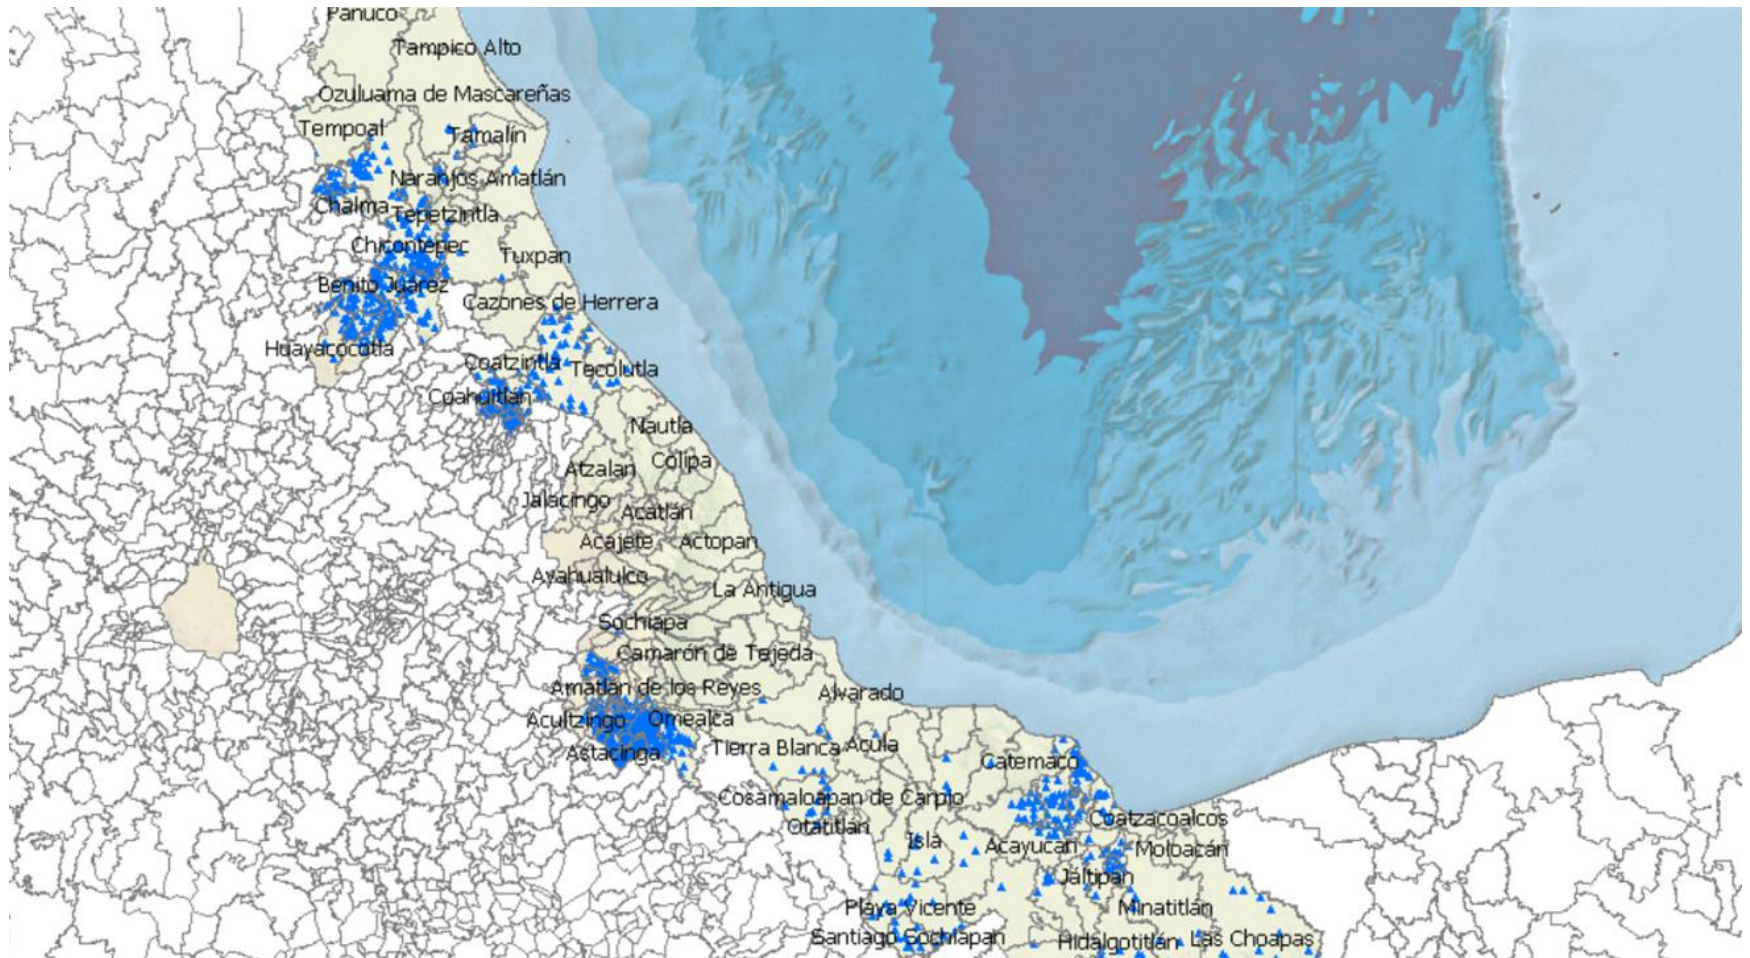 Pánuco
Tampico Alto
Ozuluama de Mascareñas
Tempoal
Tamalín
Naranjos Amatlán
Chalma
Tepetzintla
Chicontepec
Tuxpan
Benito Juárez
Cazones de Herrera
Huayacocotla
Coatzintla
Tecolutla
Coahuitlán
Nautla
Atzalan
Colipa
Jalacingo
Acatlán
Acajete
Actopan
Ayahualulco
La Antigua
Sochiapa
Camarón de Tejeda
Amatlán de los Reyes
Alvarado
Acultzingo
Omealca
Astacinga
Tierra Blanca
Acula
Catemaco
Cosamaloapan de Carpio
Otatitlán
Coatzacoalcos
Isla
Acayucan
Moloacán
Jáltipan
Playa Vicente
Minatitlán
Santiago Sochiapan
Hidalgotitlán
Las Choapas